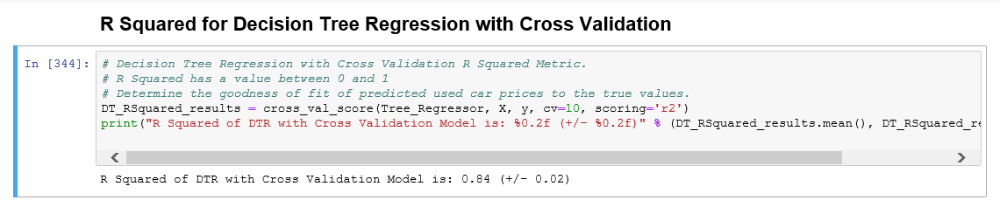 R Squared for Decision Tree Regression with Cross Validation
In [344]: # Decision Tree Regression with Cross Validation R Squared Metric.
# R Squared has a value between 0 and 1
# Determine the goodness of fit of predicted used car prices to the true values.
DT_RSquared_results = cross_val_score(Tree_Regressor, X, y, cv=10, scoring='r2')
print("R Squared of DTR with Cross Validation Model is: %0.2f (+/- %0.2f)" % (DT_RSquared_results.mean(), DT_RSquared_re
R Squared of DTR with Cross Validation Model is: 0.84 (+/- 0.02)